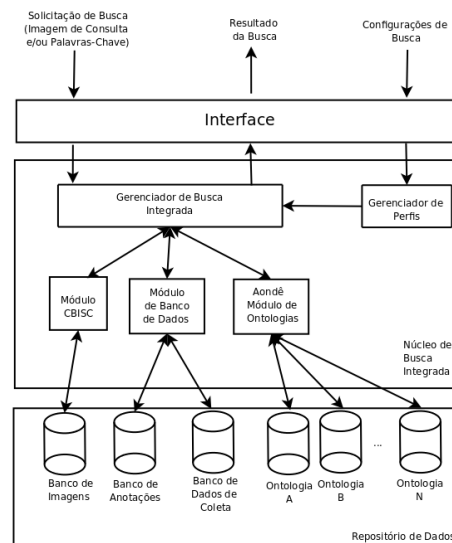 Solicitação de Busca
(Imagem de Consulta
e/ou Palavras-Chave)
Resultado
da Busca
Configurações de
Busca
Interface
Gerenciador de Busca
Integrada
Gerenciador de
Perfis
Módulo
CBISC
Módulo
de Banco
de Dados
Aondê
Módulo de
Ontologias
Núcleo de
Busca
Integrada
Banco de
Imagens
Banco de
Anotações
Banco de
Dados de
Coleta
Ontologia
A
Ontologia
B
...
Ontologia
N
Repositório de Dados